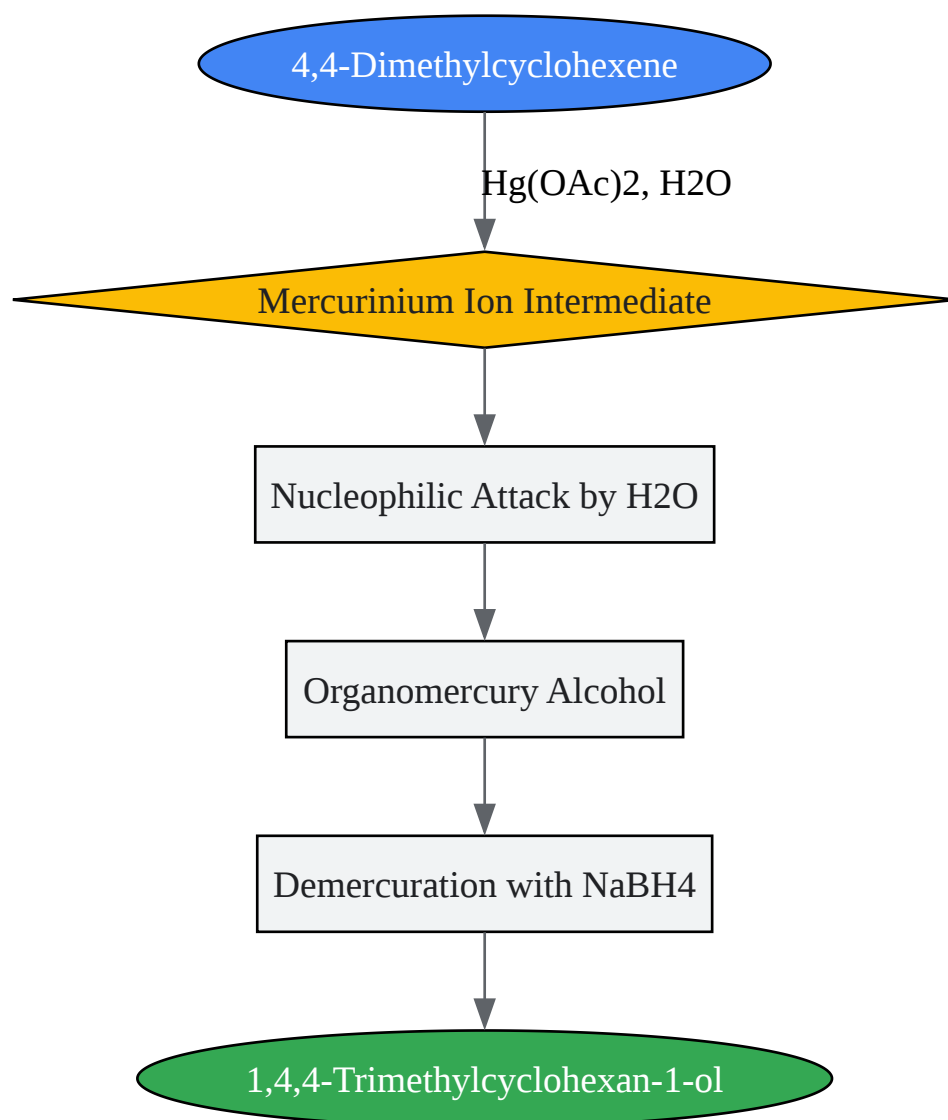 4,4-Dimethylcyclohexene
Hg(OAc)2, H2O
Mercurinium Ion Intermediate
Nucleophilic Attack by H2O
Organomercury Alcohol
Demercuration with NaBH4
1,4,4-Trimethylcyclohexan-1-ol